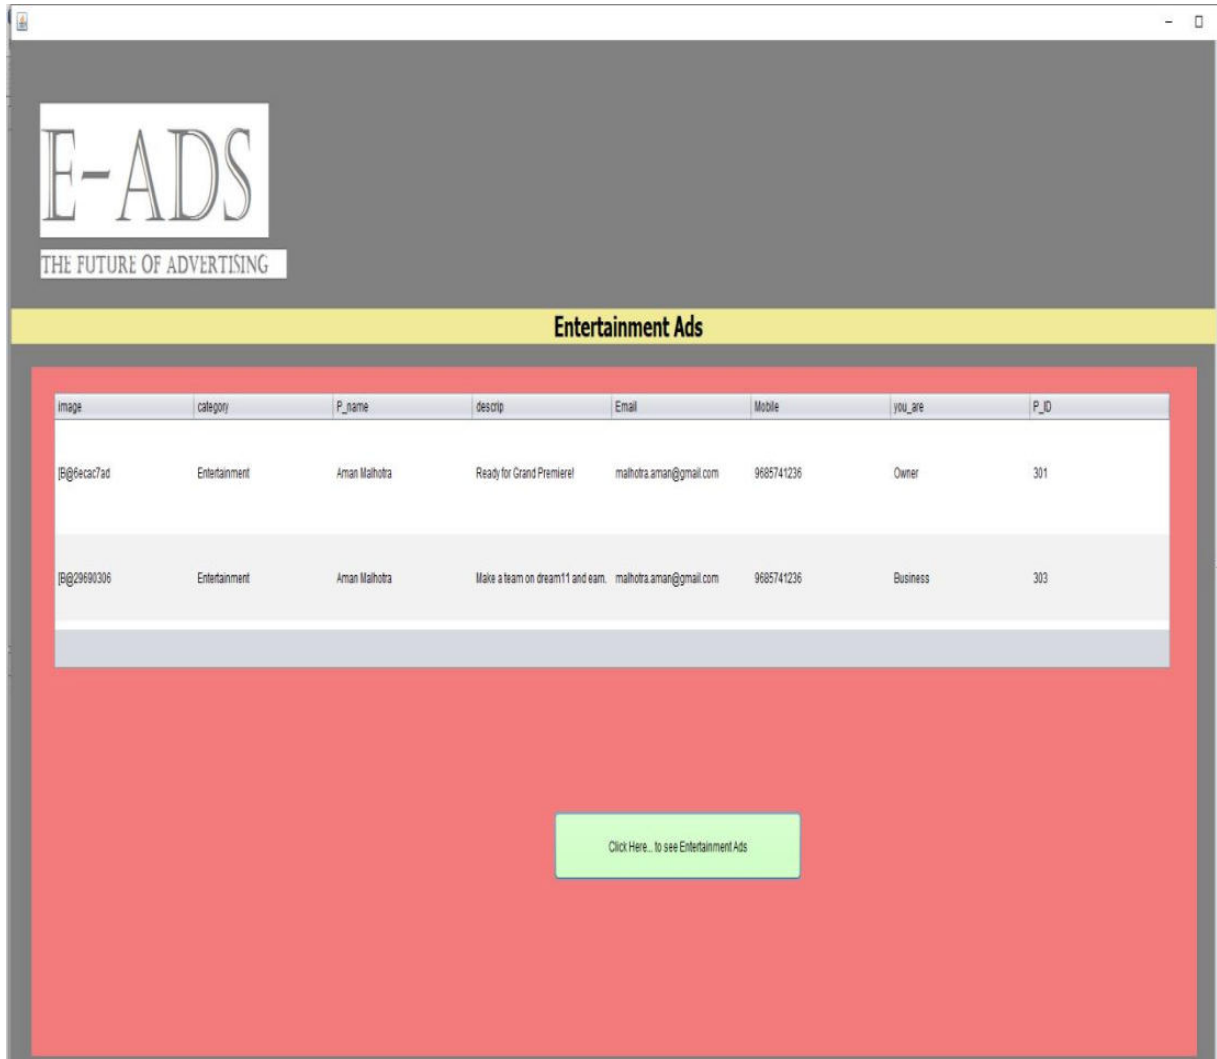 E-ADS
THE FUTURE OF ADVERTISING
Entertainment Ads
image category P_name descrip Email Mobile you_are P_ID
[B@6ecac7ad Entertainment Aman Malhotra Ready for Grand Premiere! malhotra.aman@gmail.com 9685741236 Owner 301
[B@29690306 Entertainment Aman Malhotra Make a team on dream11 and earn. malhotra.aman@gmail.com 9685741236 Business 303
Click Here... to see Entertainment Ads